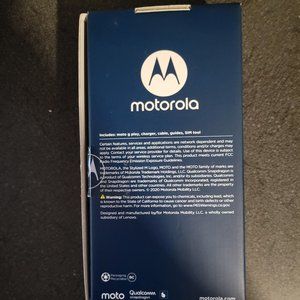 motorola
Includes: moto g play, charger, cable, guides, SIM tool
Certain features, services and applications are network dependent and may
not be available in all areas; additional terms, conditions and/or charges may
apply. Contact your service provider for details. Use of this device is subject
to the terms of your wireless service plan. This product meets current FCC
Radio Frequency Emission Exposure Guidelines.
MOTOROLA, the Stylized M Logo, MOTO and the MOTO family of marks are
trademarks of Motorola Trademark Holdings, LLC. Qualcomm Snapdragon is a
product of Qualcomm Technologies, Inc. and/or its subsidiaries. Qualcomm
and Snapdragon are trademarks of Qualcomm Incorporated, registered in
the United States and other countries. All other trademarks are the property
of their respective owners. © 2020 Motorola Mobility LLC.
Warning: This product can expose you to chemicals, including lead, which
is known to the State of California to cause cancer and birth defects or other
reproductive harm. For more information, go to www.P65Warnings.ca.gov.
Designed and manufactured by/for Motorola Mobility LLC, a wholly owned
subsidiary of Lenovo.
BC
moto
Qualcomm
snapdragon
motorola.com